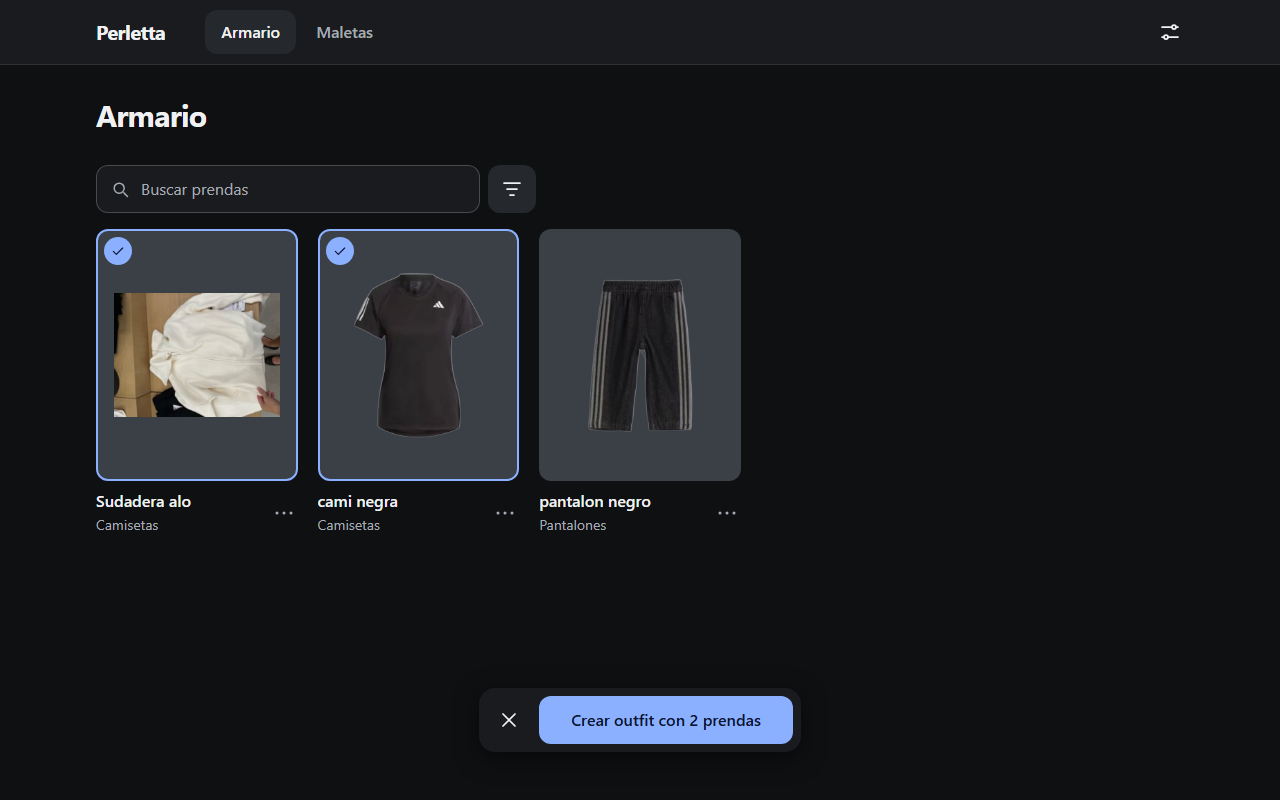 Perletta
Armario
Maletas
Armario
Buscar prendas
Sudadera alo
Camisetas
cami negra
Camisetas
pantalon negro
Pantalones
Crear outfit con 2 prendas